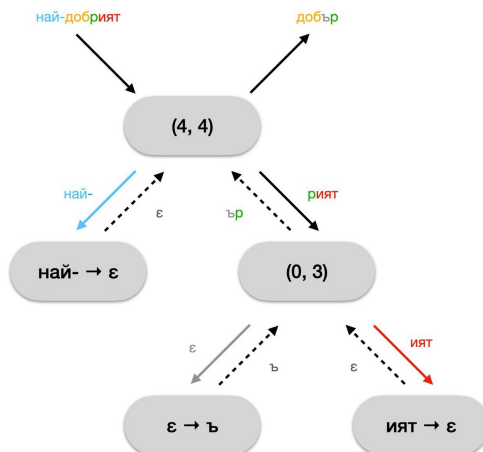 най-добрият
добър
(4, 4)
най-
ε
ър
рият
най- → ε
(0, 3)
ε
ъ
ε
ият
ε → ъ
ият → ε